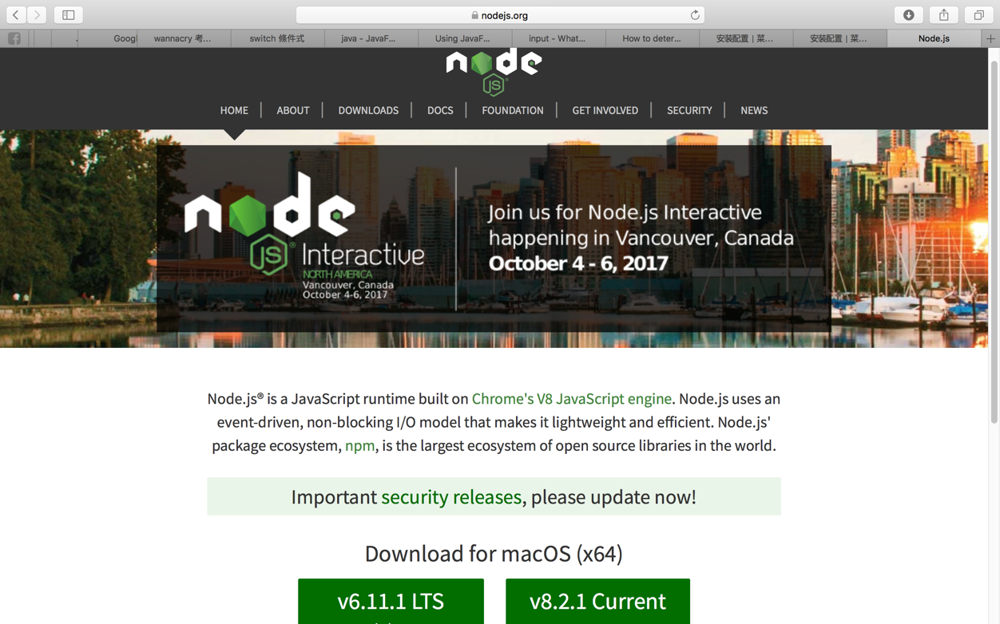 nodejs.org
Googl
wannacry 考...
switch 條件式
java - JavaF...
Using JavaF...
input - What...
How to deter...
安装配置 | 菜...
安装配置 | 菜...
Node.js
node
JS
HOME
ABOUT
DOWNLOADS
DOCS
FOUNDATION
GET INVOLVED
SECURITY
NEWS
node
JS Interactive
NORTH AMERICA
Vancouver, Canada
October 4-6, 2017
Join us for Node.js Interactive
happening in Vancouver, Canada
October 4 - 6, 2017
Node.js® is a JavaScript runtime built on Chrome's V8 JavaScript engine. Node.js uses an
event-driven, non-blocking I/O model that makes it lightweight and efficient. Node.js'
package ecosystem, npm, is the largest ecosystem of open source libraries in the world.
Important security releases, please update now!
Download for macOS (x64)
v6.11.1 LTS
v8.2.1 Current